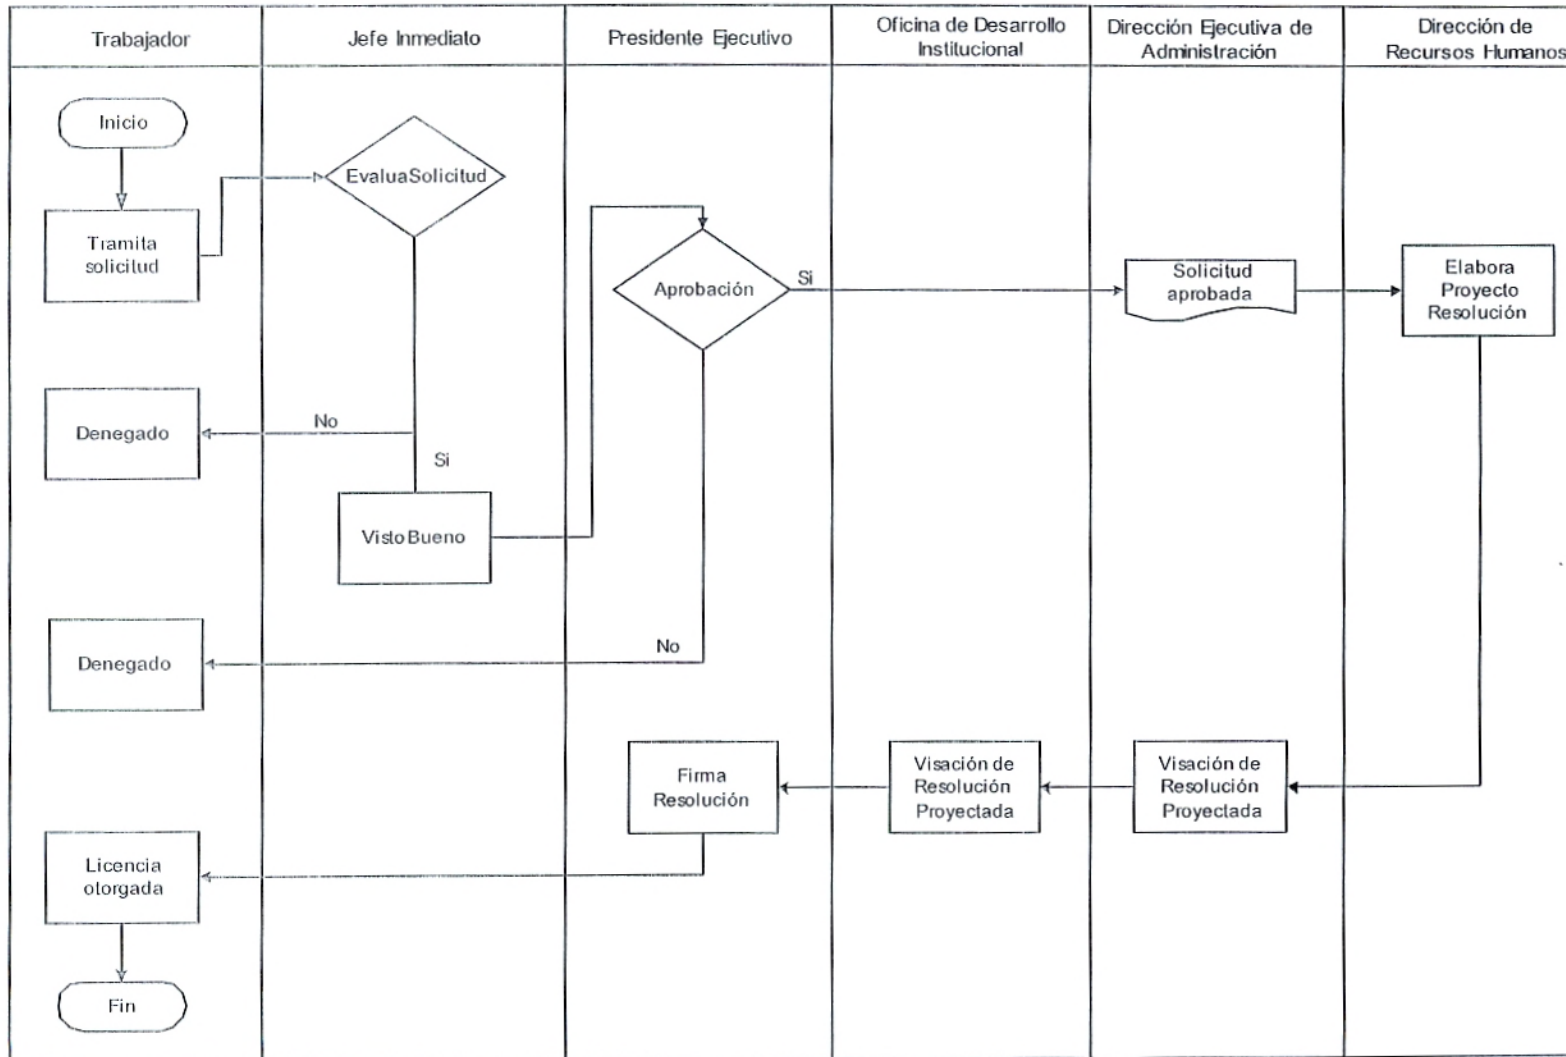 Trabajador
Jefe Inmediato
Presidente Ejecutivo
Oficina de Desarrollo
Institucional
Dirección Ejecutiva de
Administración
Dirección de
Recursos Humanos
Inicio
EvaluaSolicitud
Tramita
solicitud
Aprobación
Si
Solicitud
aprobada
Elabora
Proyecto
Resolución
Denegado
No
Si
Visto Bueno
Denegado
No
Firma
Resolución
Visación de
Resolución
Proyectada
Visación de
Resolución
Proyectada
Licencia
otorgada
Fin